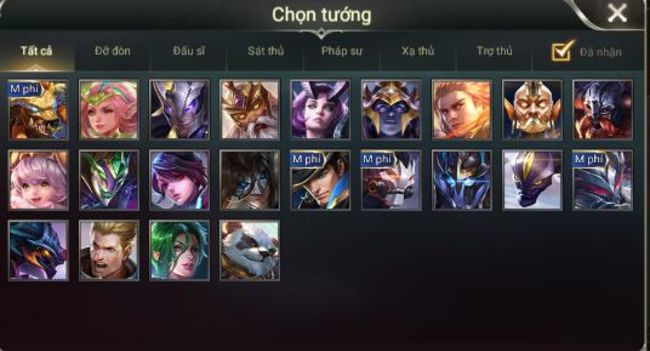 Chọn tướng
Tất cả Đỡ đòn Đấu sĩ Sát thủ Pháp sư Xạ thủ Trợ thủ Đã nhận
M phí
M phí M phí M phí